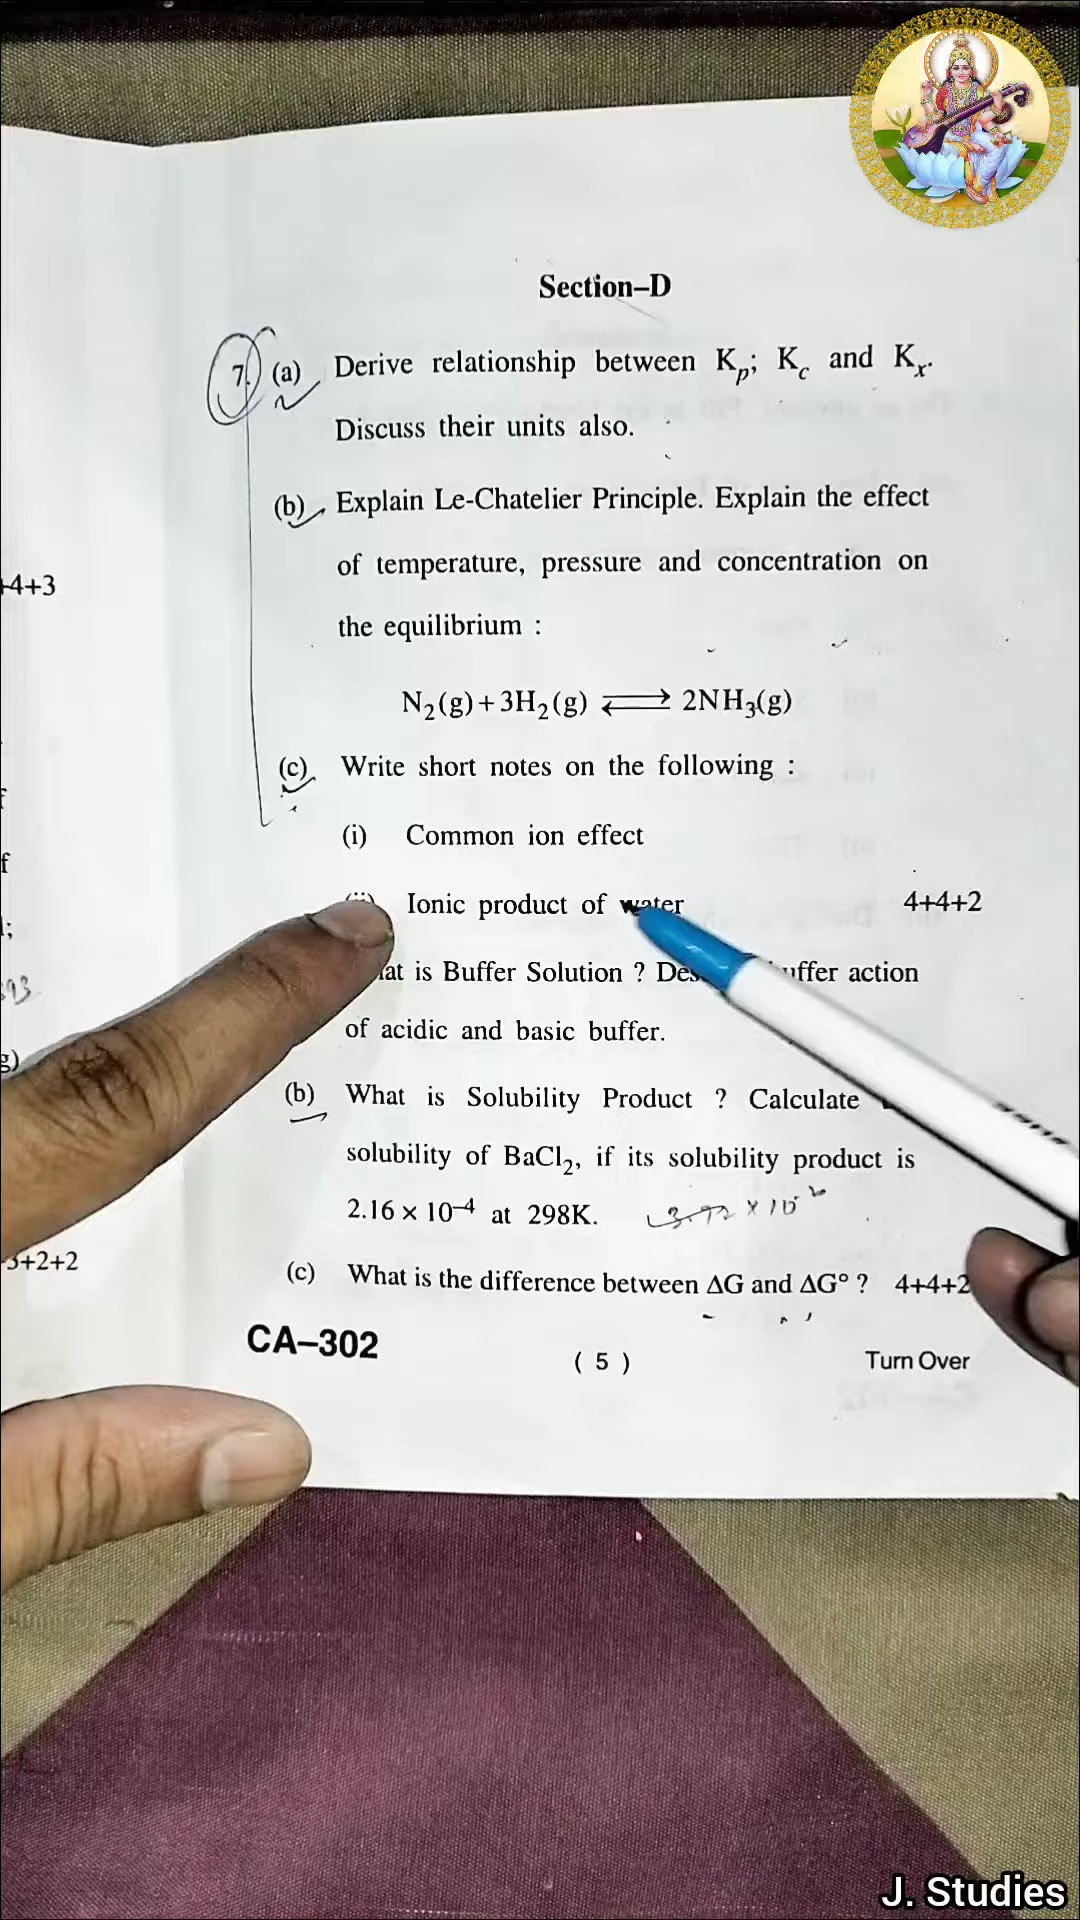 Section–D
7. (a) Derive relationship between Kₚ; K꜀ and Kₓ.
Discuss their units also.
(b) Explain Le-Chatelier Principle. Explain the effect
of temperature, pressure and concentration on
+4+3
the equilibrium :
N₂(g)+3H₂(g) ⇌ 2NH₃(g)
(c) Write short notes on the following :
(i) Common ion effect
f
Ionic product of water 4+4+2
is Buffer Solution ? action
of acidic and basic buffer.
g)
(b) What is Solubility Product ? Calculate
solubility of BaCl₂, if its solubility product is
2.16 × 10⁻⁴ at 298K.
+2+2
(c) What is the difference between ΔG and ΔG° ? 4+4+2
CA–302
( 5 )
Turn Over
J. Studies